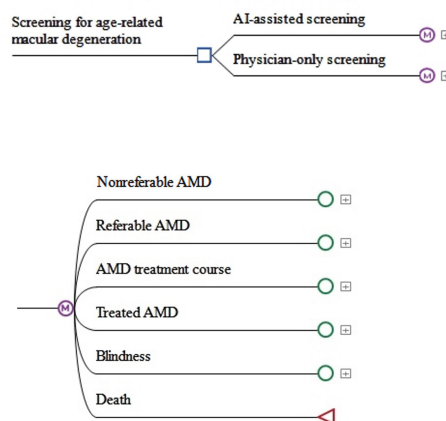 Screening for age-related
macular degeneration
AI-assisted screening
M
Physician-only screening
M
Nonreferable AMD
Referable AMD
AMD treatment course
M
Treated AMD
Blindness
Death